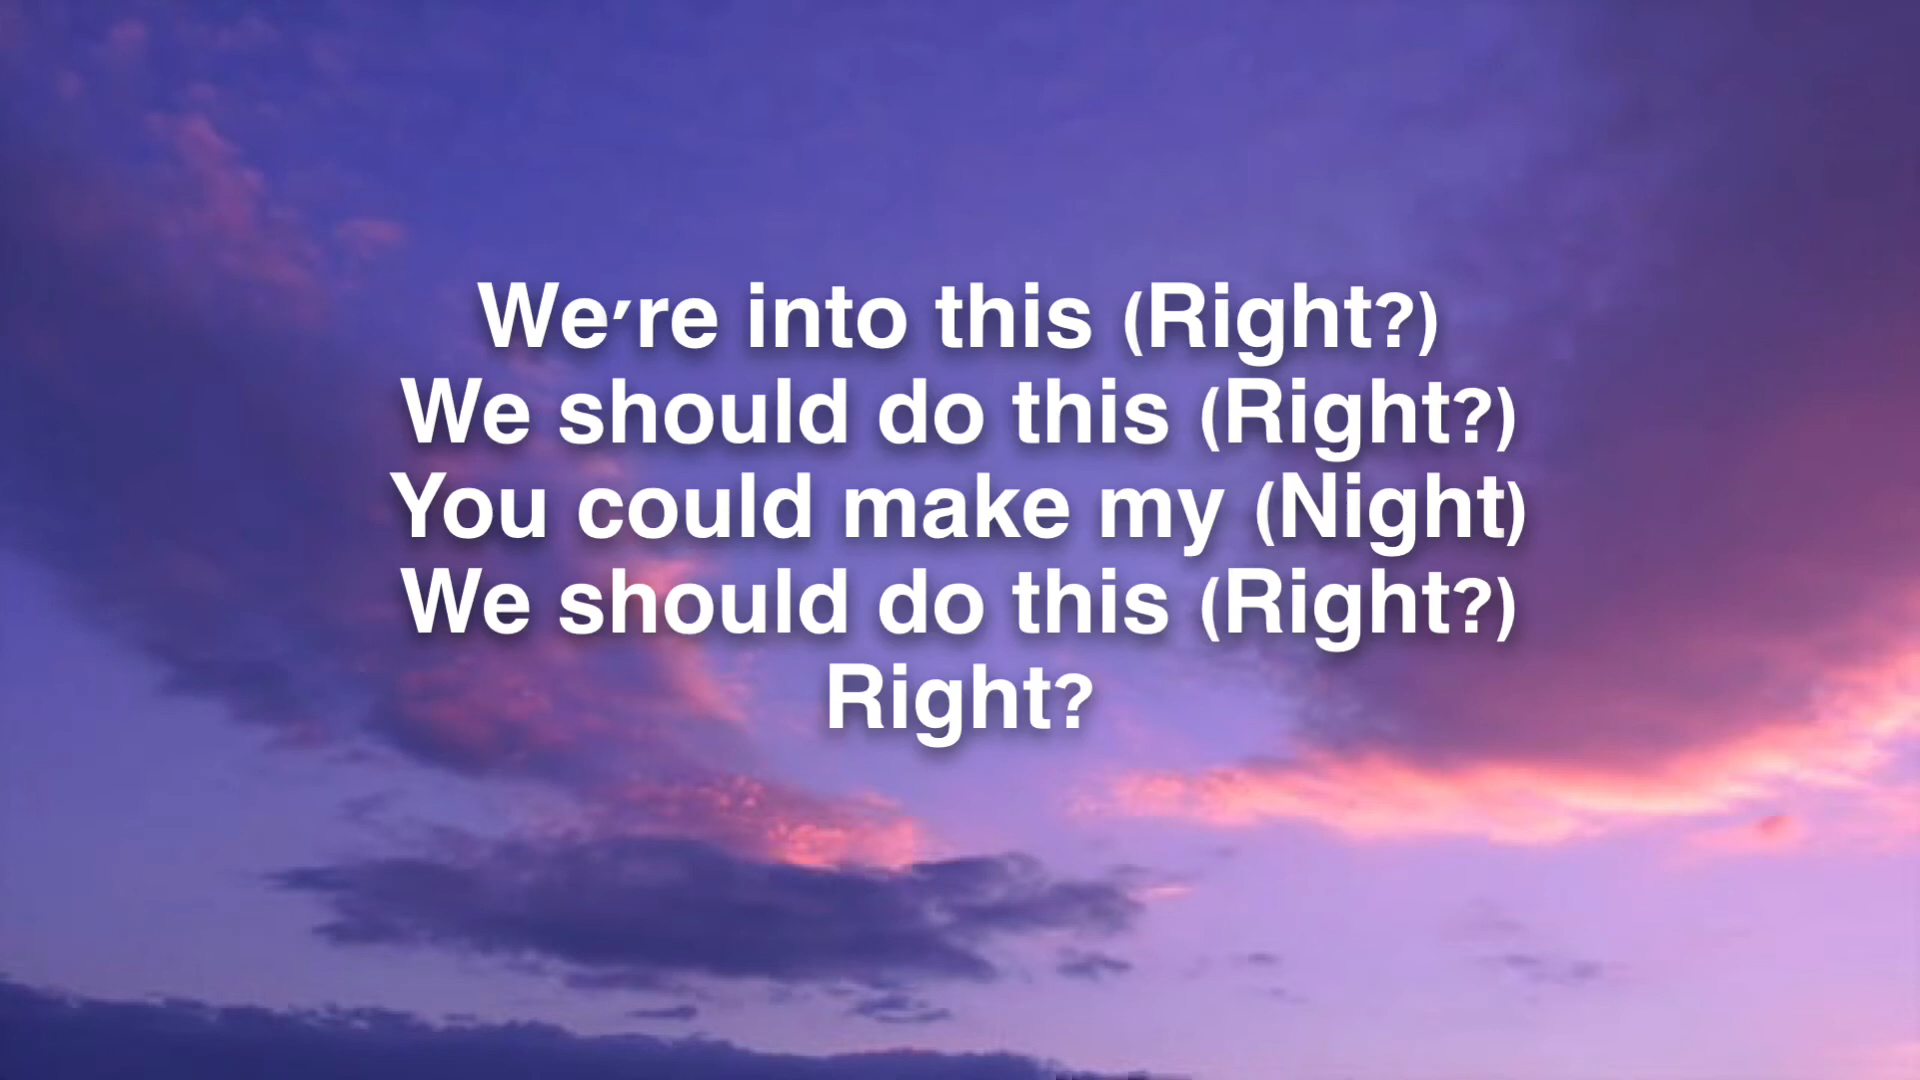 We're into this (Right?)
We should do this (Right?)
You could make my (Night)
We should do this (Right?)
Right?